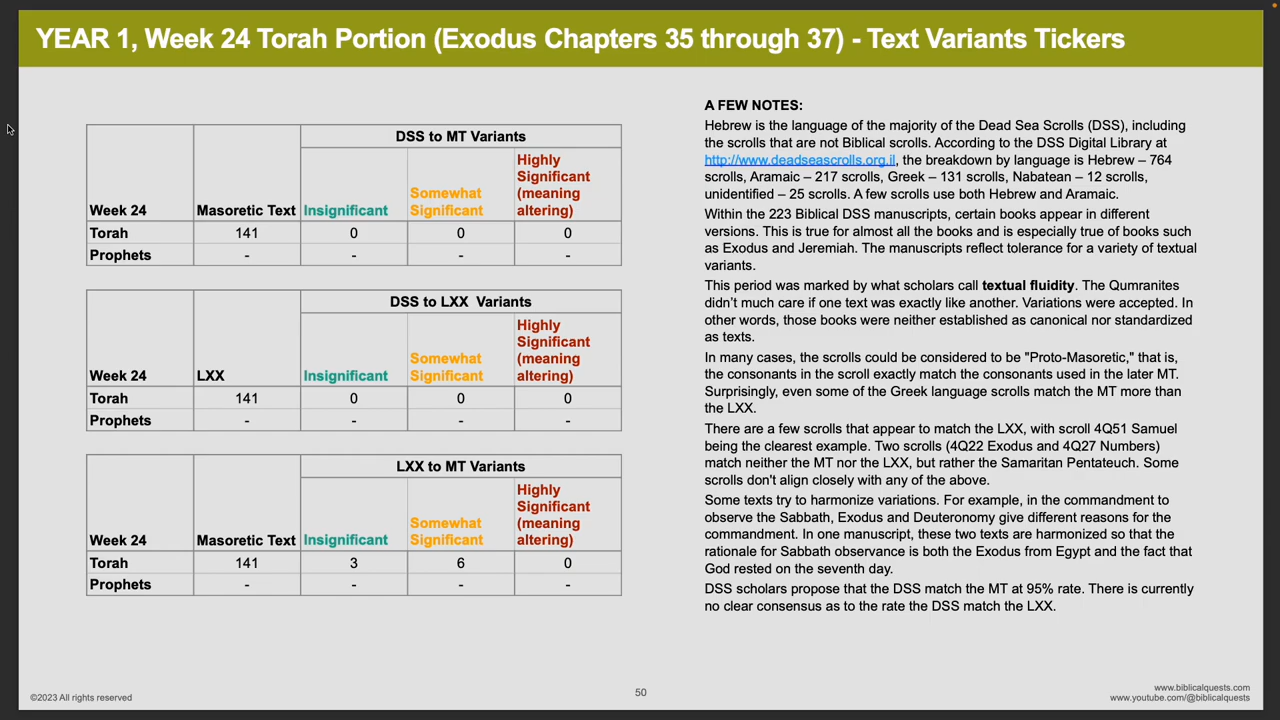 YEAR 1, Week 24 Torah Portion (Exodus Chapters 35 through 37) - Text Variants Tickers
DSS to MT Variants
Week 24 Masoretic Text Insignificant Somewhat Significant Highly Significant (meaning altering)
Torah 141 0 0 0
Prophets - - - -
DSS to LXX Variants
Week 24 LXX Insignificant Somewhat Significant Highly Significant (meaning altering)
Torah 141 0 0 0
Prophets - - - -
LXX to MT Variants
Week 24 Masoretic Text Insignificant Somewhat Significant Highly Significant (meaning altering)
Torah 141 3 6 0
Prophets - - - -
A FEW NOTES:
Hebrew is the language of the majority of the Dead Sea Scrolls (DSS), including
the scrolls that are not Biblical scrolls. According to the DSS Digital Library at
http://www.deadseascrolls.org.il, the breakdown by language is Hebrew – 764
scrolls, Aramaic – 217 scrolls, Greek – 131 scrolls, Nabatean – 12 scrolls,
unidentified – 25 scrolls. A few scrolls use both Hebrew and Aramaic.
Within the 223 Biblical DSS manuscripts, certain books appear in different
versions. This is true for almost all the books and is especially true of books such
as Exodus and Jeremiah. The manuscripts reflect tolerance for a variety of textual
variants.
This period was marked by what scholars call textual fluidity. The Qumranites
didn't much care if one text was exactly like another. Variations were accepted. In
other words, those books were neither established as canonical nor standardized
as texts.
In many cases, the scrolls could be considered to be "Proto-Masoretic," that is,
the consonants in the scroll exactly match the consonants used in the later MT.
Surprisingly, even some of the Greek language scrolls match the MT more than
the LXX.
There are a few scrolls that appear to match the LXX, with scroll 4Q51 Samuel
being the clearest example. Two scrolls (4Q22 Exodus and 4Q27 Numbers)
match neither the MT nor the LXX, but rather the Samaritan Pentateuch. Some
scrolls don't align closely with any of the above.
Some texts try to harmonize variations. For example, in the commandment to
observe the Sabbath, Exodus and Deuteronomy give different reasons for the
commandment. In one manuscript, these two texts are harmonized so that the
rationale for Sabbath observance is both the Exodus from Egypt and the fact that
God rested on the seventh day.
DSS scholars propose that the DSS match the MT at 95% rate. There is currently
no clear consensus as to the rate the DSS match the LXX.
©2023 All rights reserved
50
www.biblicalquests.com
www.youtube.com/@biblicalquests